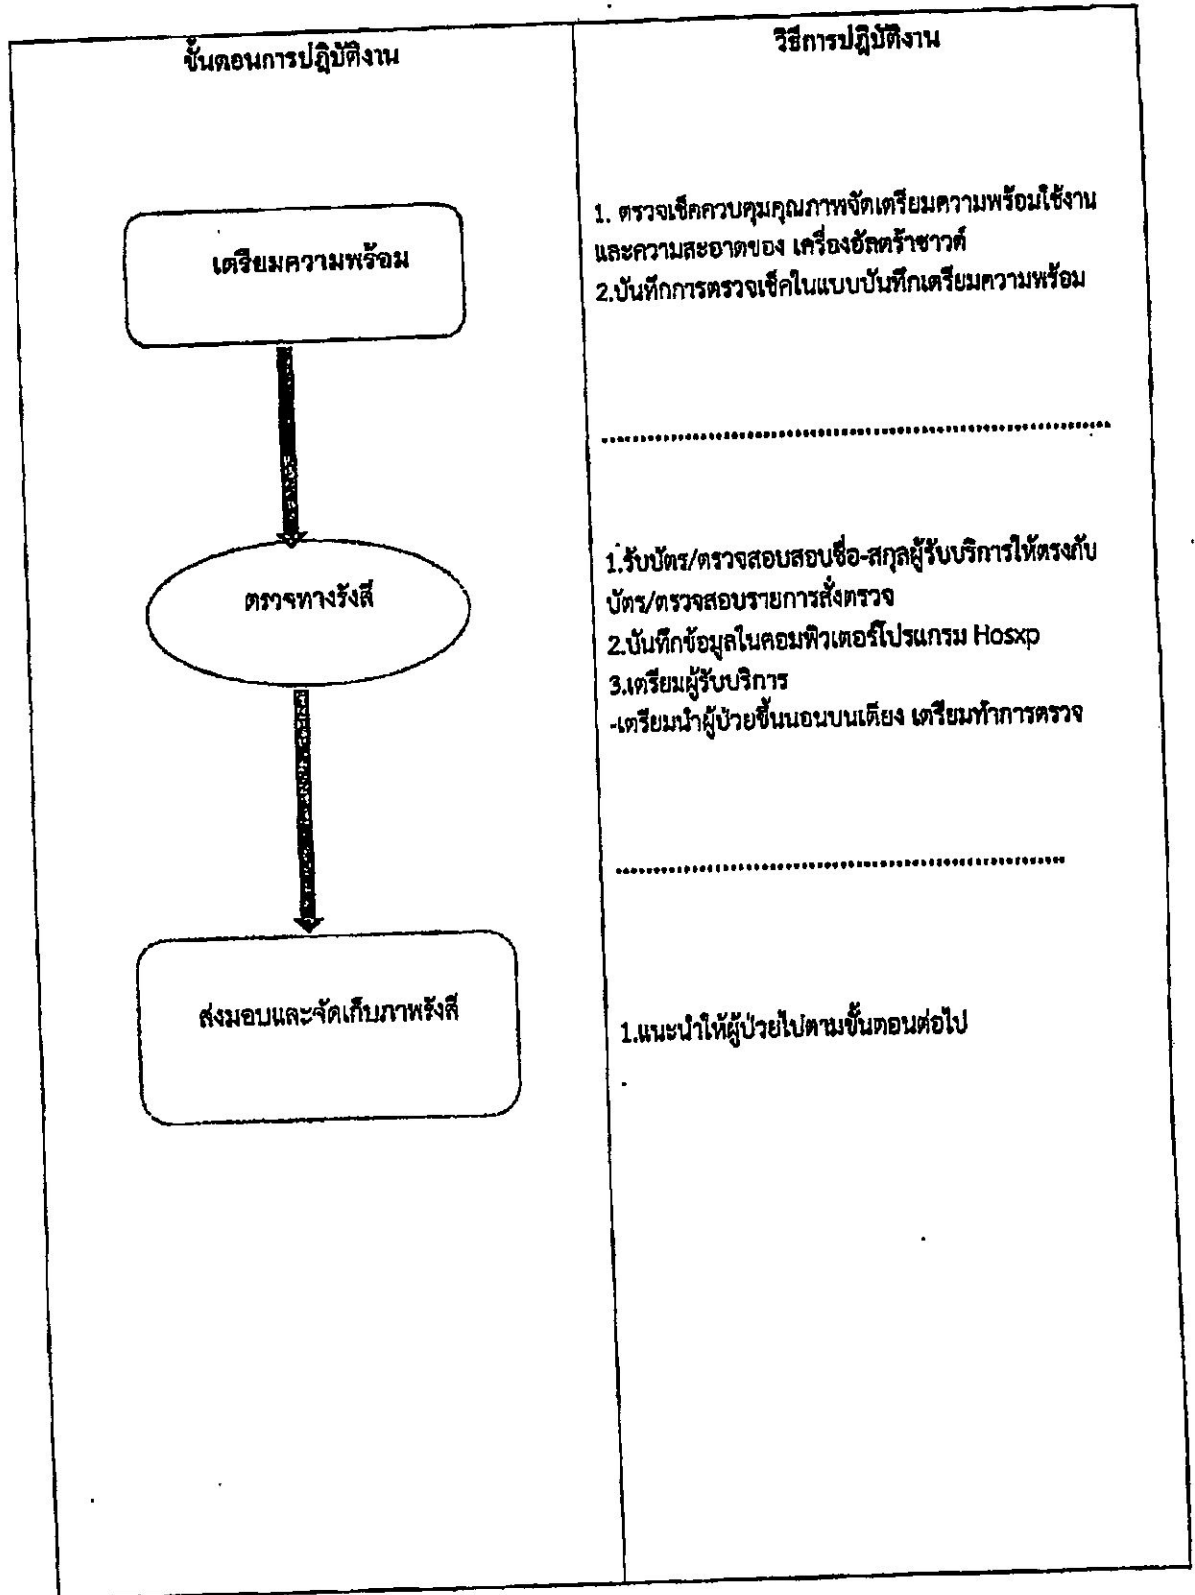 ขั้นตอนการปฏิบัติงาน
วิธีการปฏิบัติงาน
เตรียมความพร้อม
1. ตรวจเช็คควบคุมคุณภาพจัดเตรียมความพร้อมใช้งาน
และความสะอาดของ เครื่องอัลตร้าซาวด์
2.บันทึกการตรวจเช็คในแบบบันทึกเตรียมความพร้อม
ตรวจทางรังสี
1.รับบัตร/ตรวจสอบสอบชื่อ-สกุลผู้รับบริการให้ตรงกับ
บัตร/ตรวจสอบรายการสั่งตรวจ
2.บันทึกข้อมูลในคอมพิวเตอร์โปรแกรม Hosxp
3.เตรียมผู้รับบริการ
-เตรียมนำผู้ป่วยขึ้นนอนบนเตียง เตรียมทำการตรวจ
ส่งมอบและจัดเก็บภาพรังสี
1.แนะนำให้ผู้ป่วยไปตามขั้นตอนต่อไป